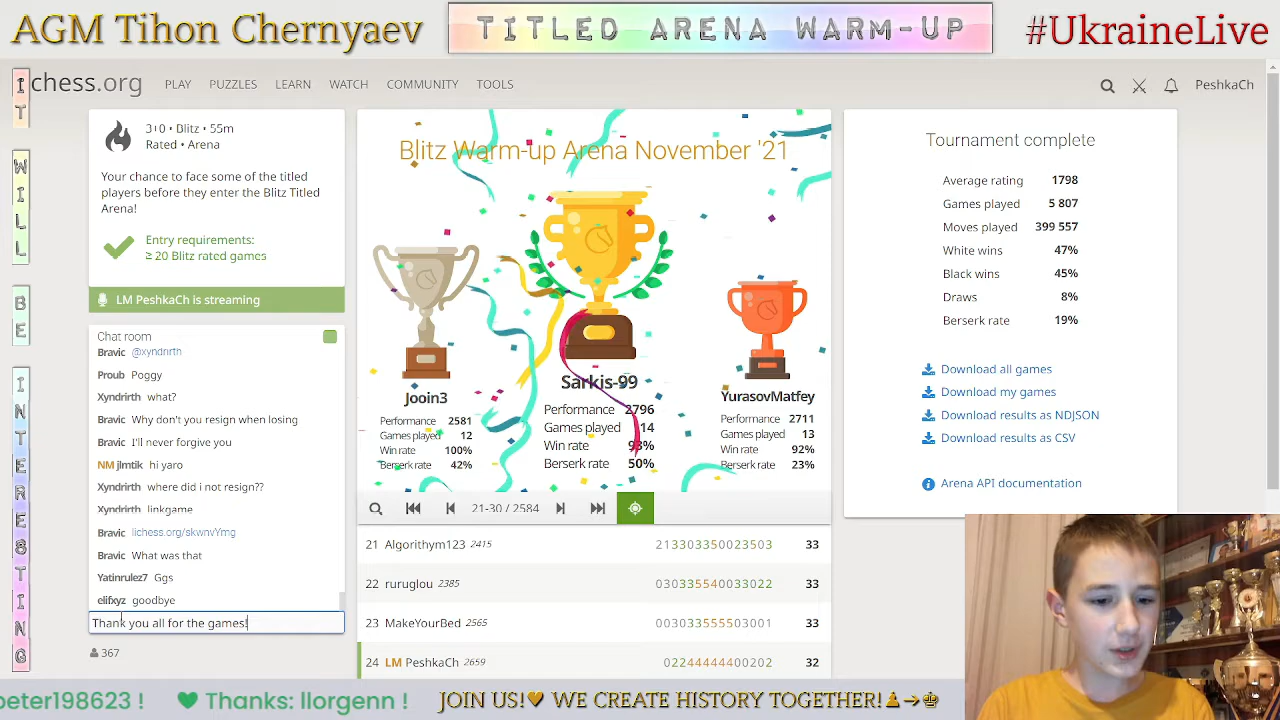 AGM Tihon Chernyaev
TITLED ARENA WARM-UP
#UkraineLive
IT WILL BE INTERESTING
chess.org
PLAY
PUZZLES
LEARN
WATCH
COMMUNITY
TOOLS
PeshkaCh
3+0 • Blitz • 55m
Rated • Arena
Your chance to face some of the titled
players before they enter the Blitz Titled
Arena!
Entry requirements:
≥ 20 Blitz rated games
LM PeshkaCh is streaming
Chat room
Bravic @xyndnrth
Proub Poggy
Xyndrirth what?
Bravic Why don't you resign when losing
Bravic I'll never forgive you
NM jlmtik hi yaro
Xyndrirth where did i not resign??
Xyndrirth linkgame
Bravic lichess.org/skwnvYmg
Bravic What was that
Yatinrulez7 Ggs
elifxyz goodbye
Thank you all for the games!
367
Blitz Warm-up Arena November '21
Jooin3
Performance 2581
Games played 12
Win rate 100%
Berserk rate 42%
Sarkis-99
Performance 2796
Games played 14
Win rate 93%
Berserk rate 50%
YurasovMatfey
Performance 2711
Games played 13
Win rate 92%
Berserk rate 23%
21-30 / 2584
21 Algorithym123 2415 213303350023503 33
22 ruruglou 2385 030335540033022 33
23 MakeYourBed 2565 003033555503001 33
24 LM PeshkaCh 2659 02244444400202 32
Tournament complete
Average rating 1798
Games played 5 807
Moves played 399 557
White wins 47%
Black wins 45%
Draws 8%
Berserk rate 19%
Download all games
Download my games
Download results as NDJSON
Download results as CSV
Arena API documentation
peter198623 !
Thanks: llorgenn !
JOIN US!🧡 WE CREATE HISTORY TOGETHER!♟→♚